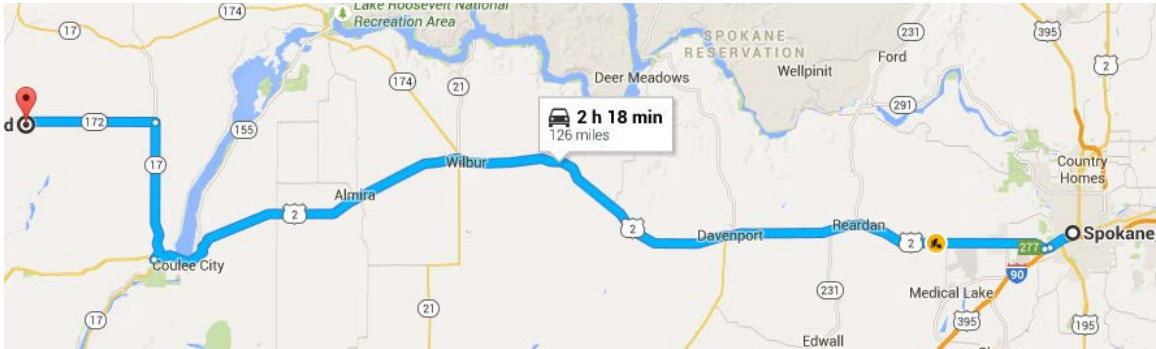 Lake Roosevelt National
Recreation Area
174
17
21
174
155
d
172
17
Coulee City
17
2
Almira
Wilbur
21
2 h 18 min
126 miles
SPOKANE
RESERVATION
Deer Meadows
Wellpinit
231
Ford
291
395
2
Country
Homes
2
Davenport
Reardan
2
277
Spokane,
90
Medical Lake
231
Edwall
395
195